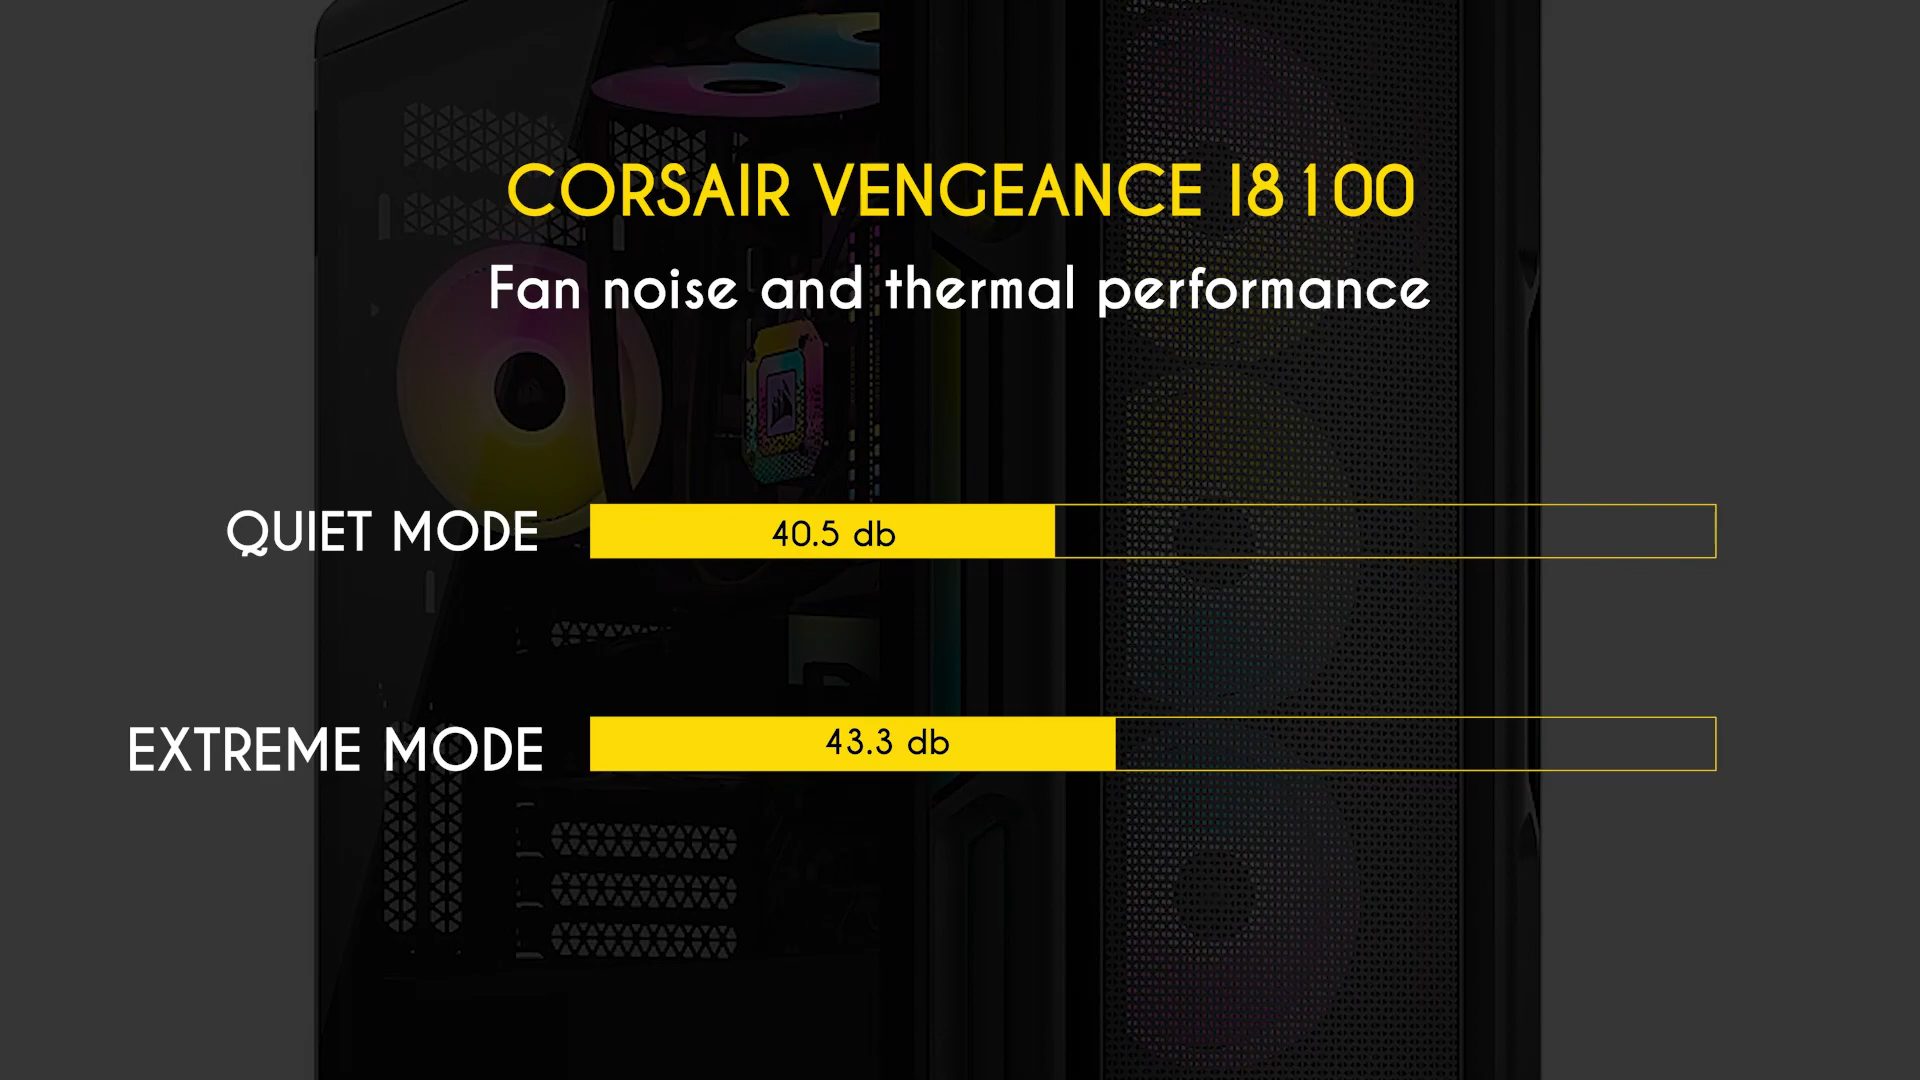 CORSAIR VENGEANCE I8100
Fan noise and thermal performance
QUIET MODE
40.5 db
EXTREME MODE
43.3 db